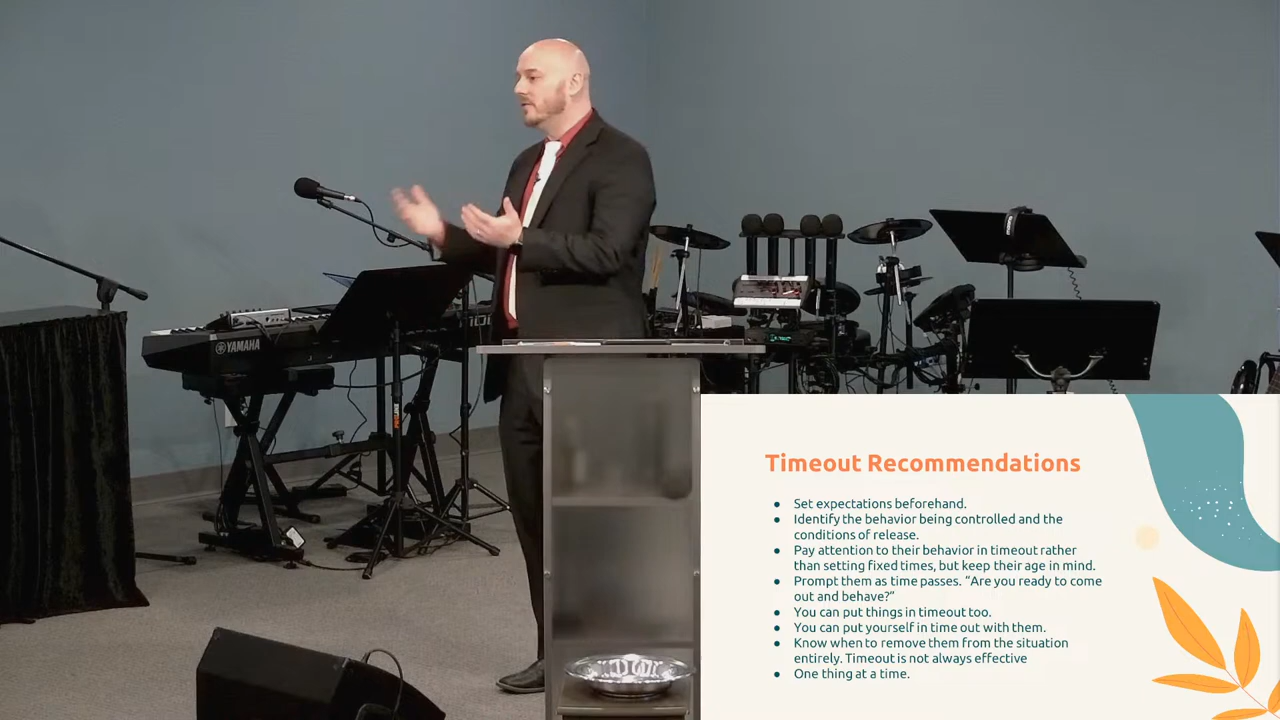 YAMAHA
Timeout Recommendations
● Set expectations beforehand.
● Identify the behavior being controlled and the
conditions of release.
● Pay attention to their behavior in timeout rather
than setting fixed times, but keep their age in mind.
● Prompt them as time passes. "Are you ready to come
out and behave?"
● You can put things in timeout too.
● You can put yourself in time out with them.
● Know when to remove them from the situation
entirely. Timeout is not always effective
● One thing at a time.